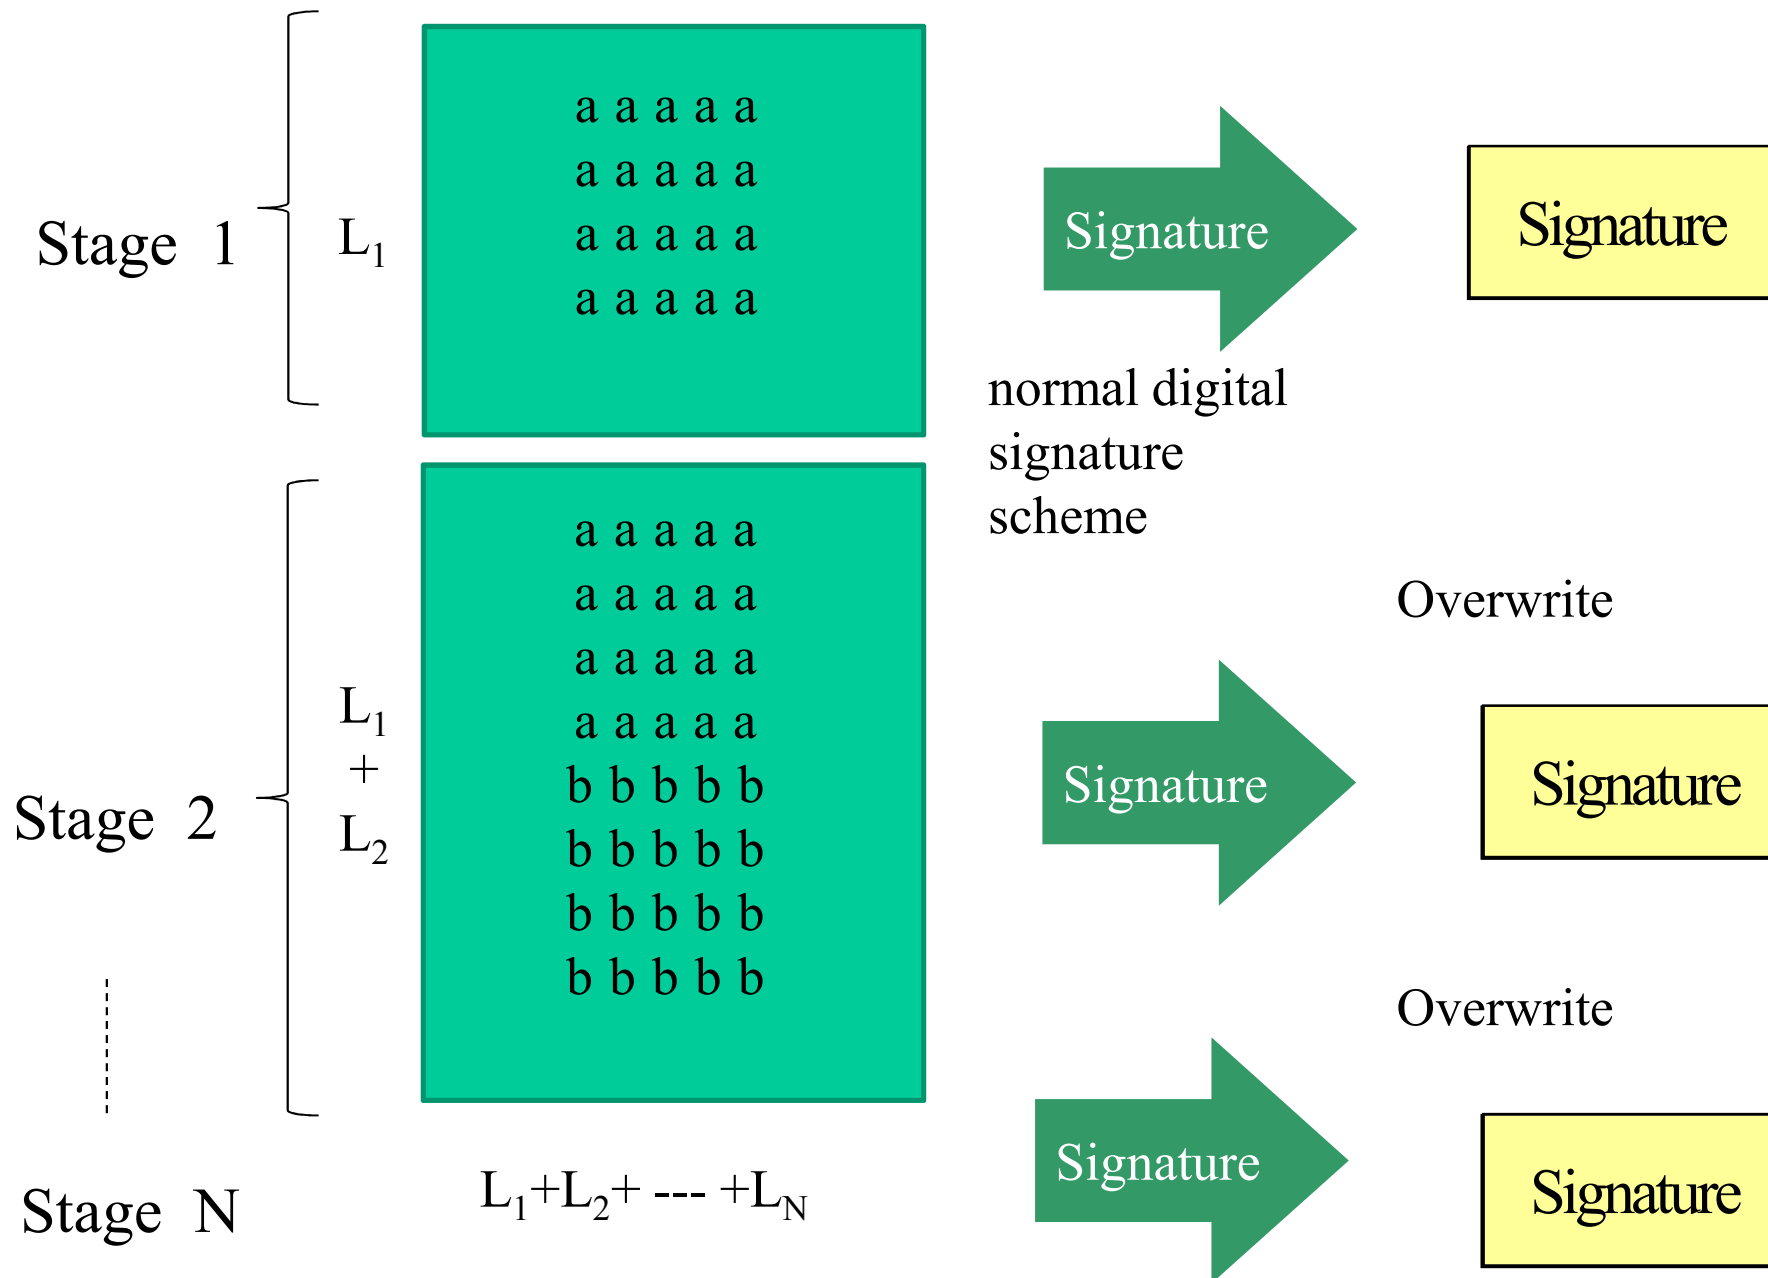 Stage 1
L₁
a a a a a
a a a a a
a a a a a
a a a a a
Signature
Signature
normal digital
signature
scheme
Stage 2
L₁
+
L₂
a a a a a
a a a a a
a a a a a
a a a a a
b b b b b
b b b b b
b b b b b
b b b b b
Overwrite
Signature
Signature
Overwrite
Stage N
L₁+L₂+ --- +L_N
Signature
Signature